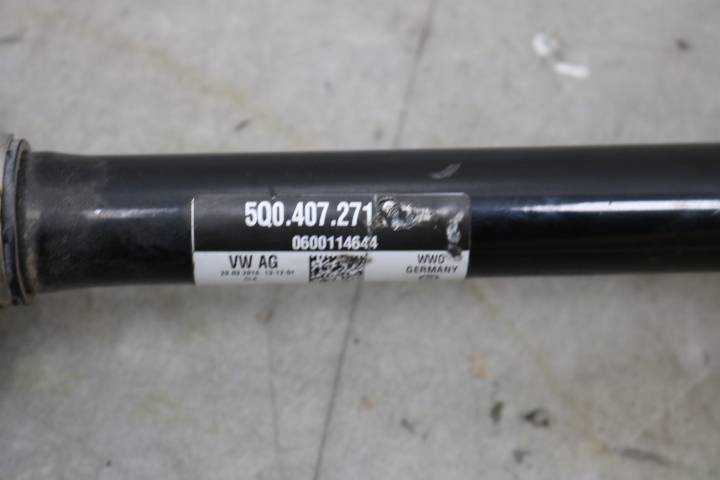 5Q0.407.271
0600114644
VW AG
WWO
GERMANY